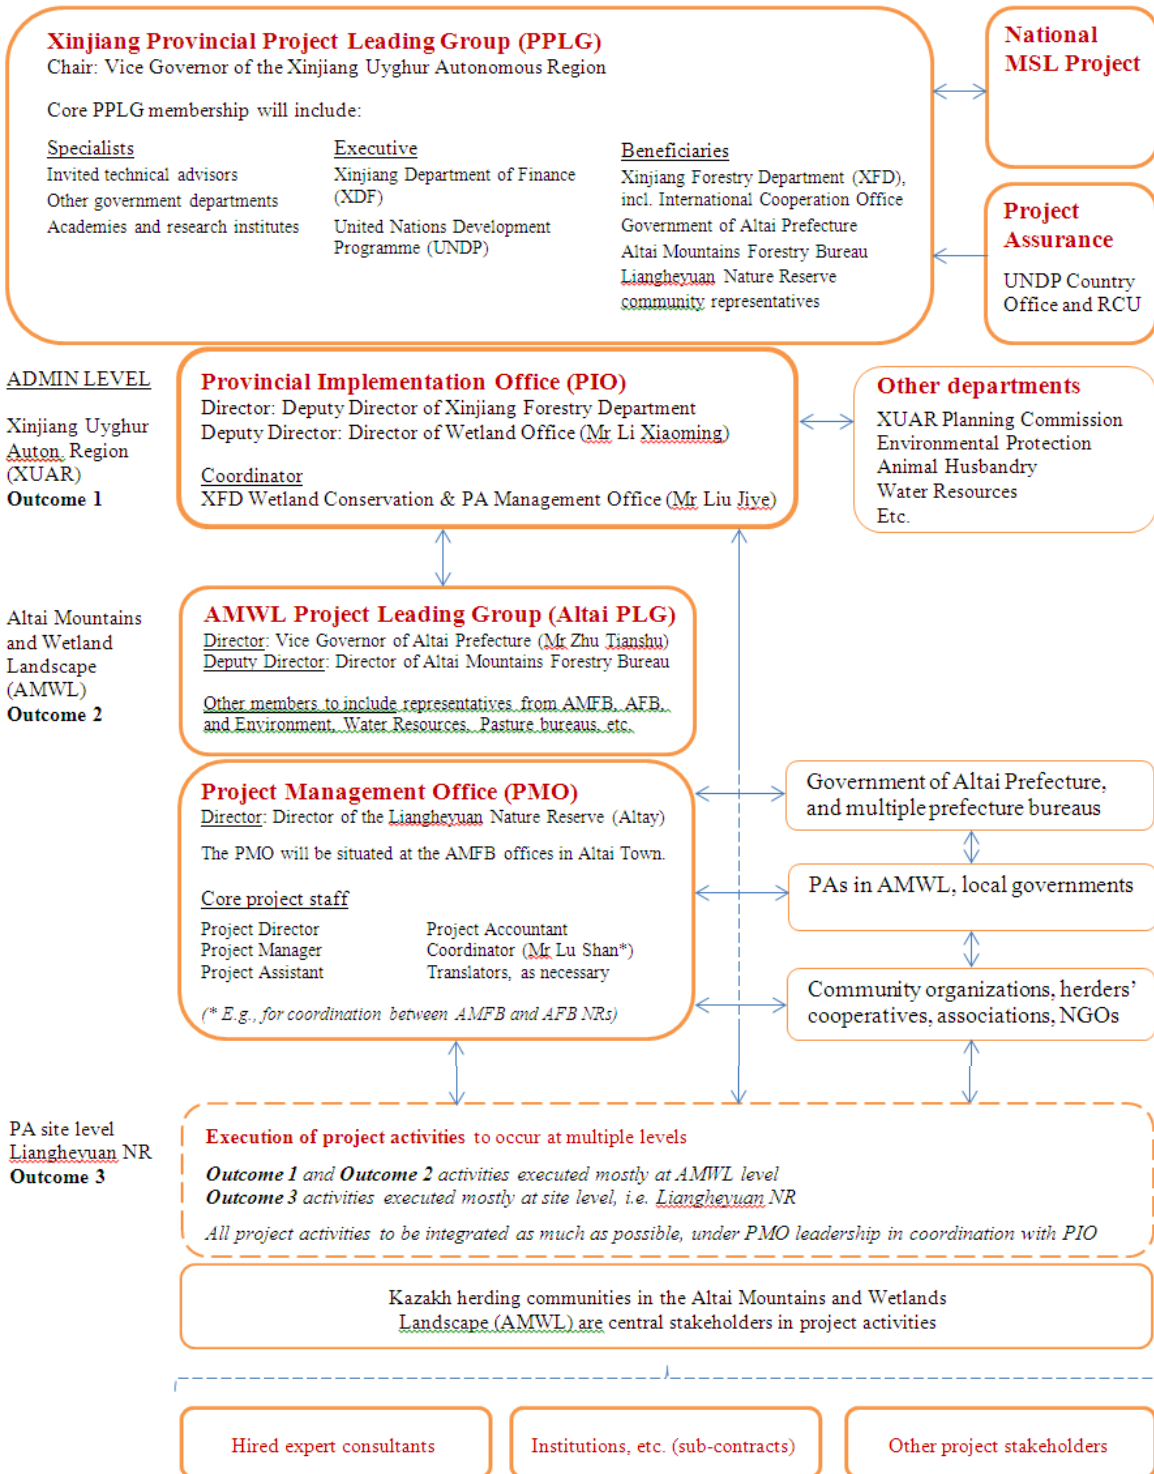 Xinjiang Provincial Project Leading Group (PPLG)
Chair: Vice Governor of the Xinjiang Uyghur Autonomous Region
Core PPLG membership will include:
Specialists
Invited technical advisors
Other government departments
Academies and research institutes
Executive
Xinjiang Department of Finance
(XDF)
United Nations Development
Programme (UNDP)
Beneficiaries
Xinjiang Forestry Department (XFD),
incl. International Cooperation Office
Government of Altai Prefecture
Altai Mountains Forestry Bureau
Liangheyuan Nature Reserve
community representatives
National
MSL Project
Project
Assurance
UNDP Country
Office and RCU
ADMIN LEVEL
Xinjiang Uyghur
Auton. Region
(XUAR)
Outcome 1
Provincial Implementation Office (PIO)
Director: Deputy Director of Xinjiang Forestry Department
Deputy Director: Director of Wetland Office (Mr Li Xiaoming)
Coordinator
XFD Wetland Conservation & PA Management Office (Mr Liu Jiye)
Other departments
XUAR Planning Commission
Environmental Protection
Animal Husbandry
Water Resources
Etc.
Altai Mountains
and Wetland
Landscape
(AMWL)
Outcome 2
AMWL Project Leading Group (Altai PLG)
Director: Vice Governor of Altai Prefecture (Mr Zhu Tianshu)
Deputy Director: Director of Altai Mountains Forestry Bureau
Other members to include representatives from AMFB, AFB,
and Environment, Water Resources, Pasture bureaus, etc.
Project Management Office (PMO)
Director: Director of the Liangheyuan Nature Reserve (Altay)
The PMO will be situated at the AMFB offices in Altai Town.
Core project staff
Project Director
Project Manager
Project Assistant
Project Accountant
Coordinator (Mr Lu Shan*)
Translators, as necessary
(* E.g., for coordination between AMFB and AFB NRs)
Government of Altai Prefecture,
and multiple prefecture bureaus
PAs in AMWL, local governments
Community organizations, herders'
cooperatives, associations, NGOs
PA site level
Liangheyuan NR
Outcome 3
Execution of project activities to occur at multiple levels
Outcome 1 and Outcome 2 activities executed mostly at AMWL level
Outcome 3 activities executed mostly at site level, i.e. Liangheyuan NR
All project activities to be integrated as much as possible, under PMO leadership in coordination with PIO
Kazakh herding communities in the Altai Mountains and Wetlands
Landscape (AMWL) are central stakeholders in project activities
Hired expert consultants
Institutions, etc. (sub-contracts)
Other project stakeholders